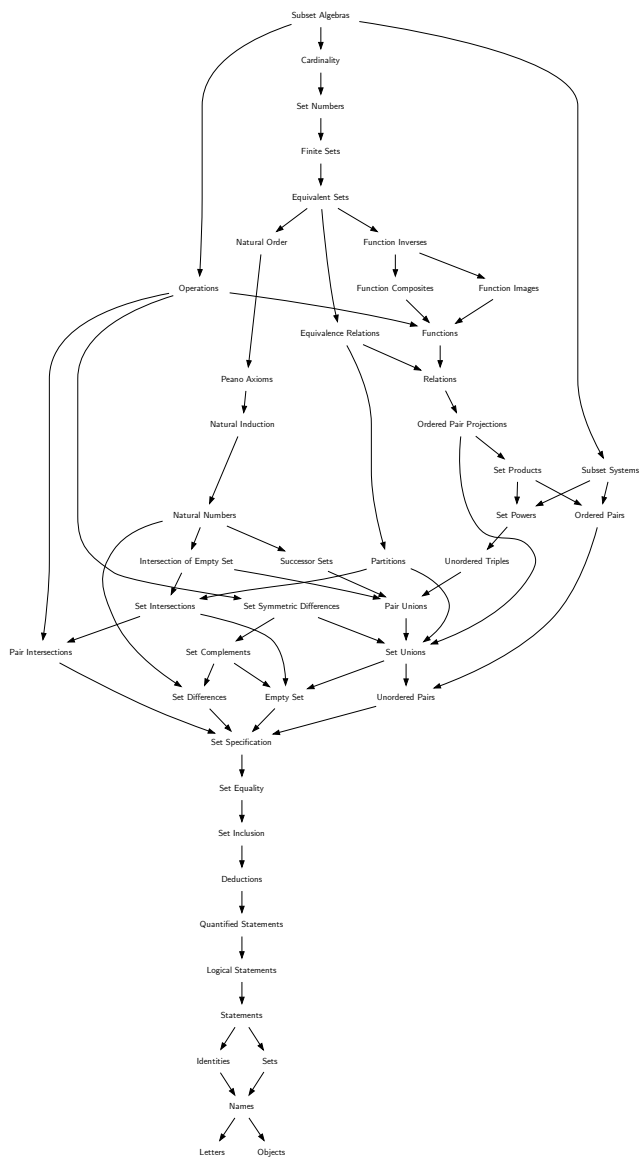 Subset Algebras
Cardinality
Set Numbers
Finite Sets
Equivalent Sets
Natural Order
Function Inverses
Operations
Function Composites
Function Images
Equivalence Relations
Functions
Peano Axioms
Relations
Natural Induction
Ordered Pair Projections
Set Products
Subset Systems
Natural Numbers
Set Powers
Ordered Pairs
Intersection of Empty Set
Successor Sets
Partitions
Unordered Triples
Set Intersections
Set Symmetric Differences
Pair Unions
Pair Intersections
Set Complements
Set Unions
Set Differences
Empty Set
Unordered Pairs
Set Specification
Set Equality
Set Inclusion
Deductions
Quantified Statements
Logical Statements
Statements
Identities
Sets
Names
Letters
Objects